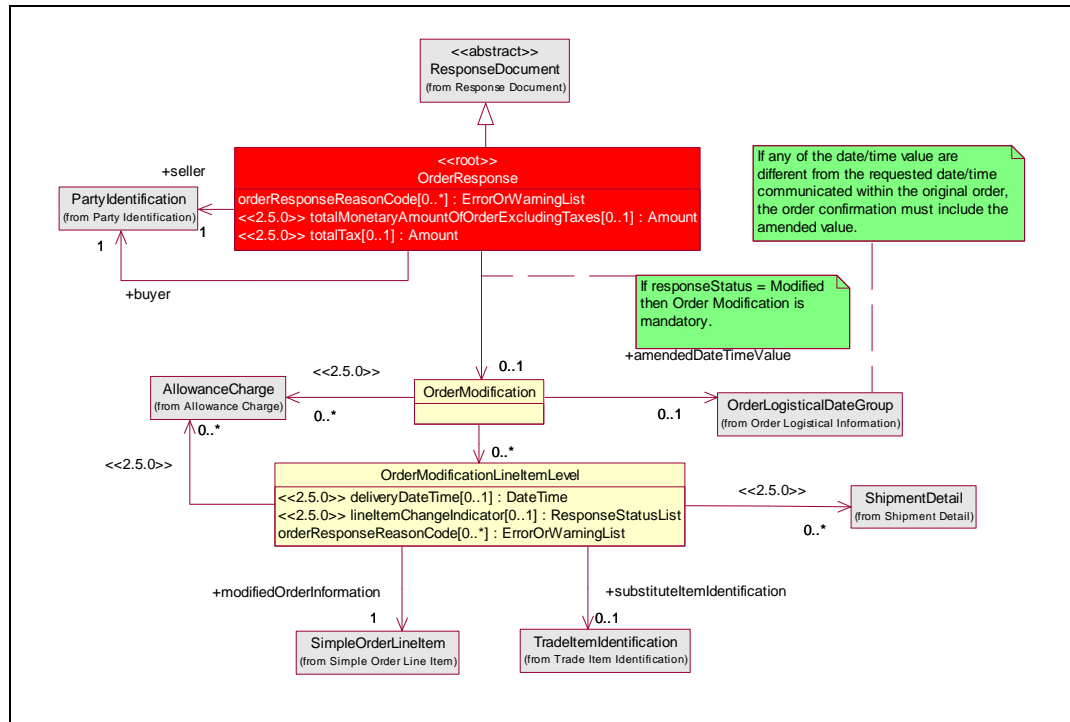 <<abstract>>
ResponseDocument
(from Response Document)
<<root>>
OrderResponse
orderResponseReasonCode[0..*] : ErrorOrWarningList
<<2.5.0>> totalMonetaryAmountOfOrderExcludingTaxes[0..1] : Amount
<<2.5.0>> totalTax[0..1] : Amount
If any of the date/time value are
different from the requested date/time
communicated within the original order,
the order confirmation must include the
amended value.
+seller
PartyIdentification
(from Party Identification)
1
1
+buyer
If responseStatus = Modified
then Order Modification is
mandatory.
+amendedDateTimeValue
0..1
<<2.5.0>>
AllowanceCharge
(from Allowance Charge)
0..*
0..*
OrderModification
0..1
OrderLogisticalDateGroup
(from Order Logistical Information)
0..*
<<2.5.0>>
OrderModificationLineItemLevel
<<2.5.0>> deliveryDateTime[0..1] : DateTime
<<2.5.0>> lineItemChangeIndicator[0..1] : ResponseStatusList
orderResponseReasonCode[0..*] : ErrorOrWarningList
<<2.5.0>>
ShipmentDetail
(from Shipment Detail)
0..*
+modifiedOrderInformation
1
+substituteItemIdentification
0..1
SimpleOrderLineItem
(from Simple Order Line Item)
TradeItemIdentification
(from Trade Item Identification)